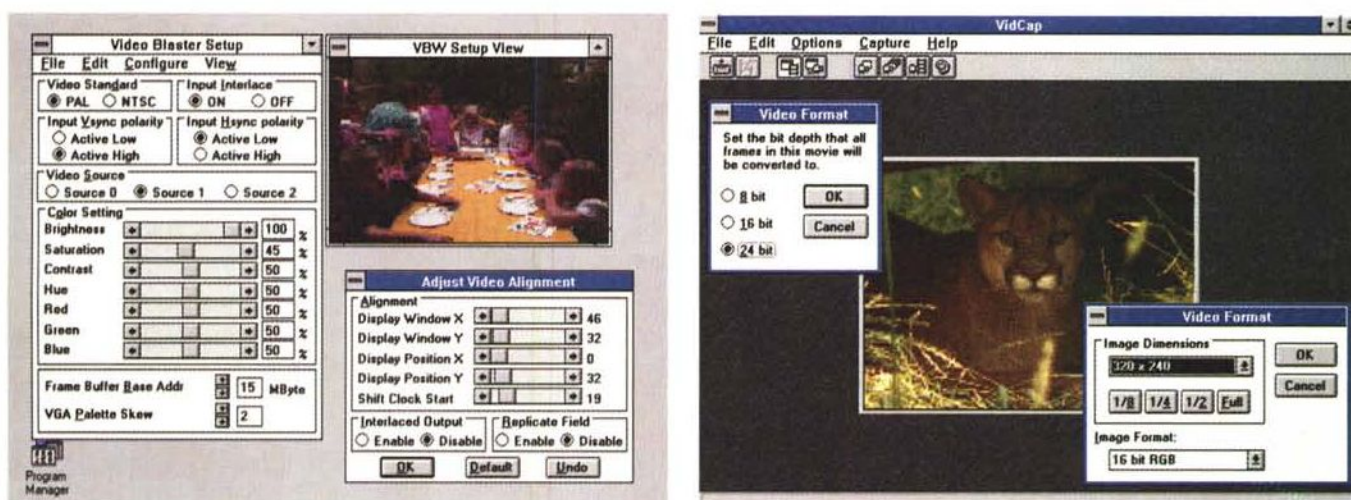 Video Blaster Setup
File Edit Configure View
Video Standard
PAL NTSC
Input Interlace
ON OFF
Input Vsync polarity
Active Low
Active High
Input Hsync polarity
Active Low
Active High
Video Source
Source 0 Source 1 Source 2
Color Setting
Brightness 100 %
Saturation 45 %
Contrast 50 %
Hue 50 %
Red 50 %
Green 50 %
Blue 50 %
Frame Buffer Base Addr 15 MByte
VGA Palette Skew 2
Program
Manager
VBW Setup View
Adjust Video Alignment
Alignment
Display Window X 46
Display Window Y 32
Display Position X 0
Display Position Y 32
Shift Clock Start 19
Interlaced Output
Enable Disable
Replicate Field
Enable Disable
OK Default Undo
VidCap
File Edit Options Capture Help
Video Format
Set the bit depth that all
frames in this movie will
be converted to.
8 bit
16 bit
24 bit
OK
Cancel
Video Format
Image Dimensions
320 x 240
1/8 1/4 1/2 Full
OK
Cancel
Image Format:
16 bit RGB